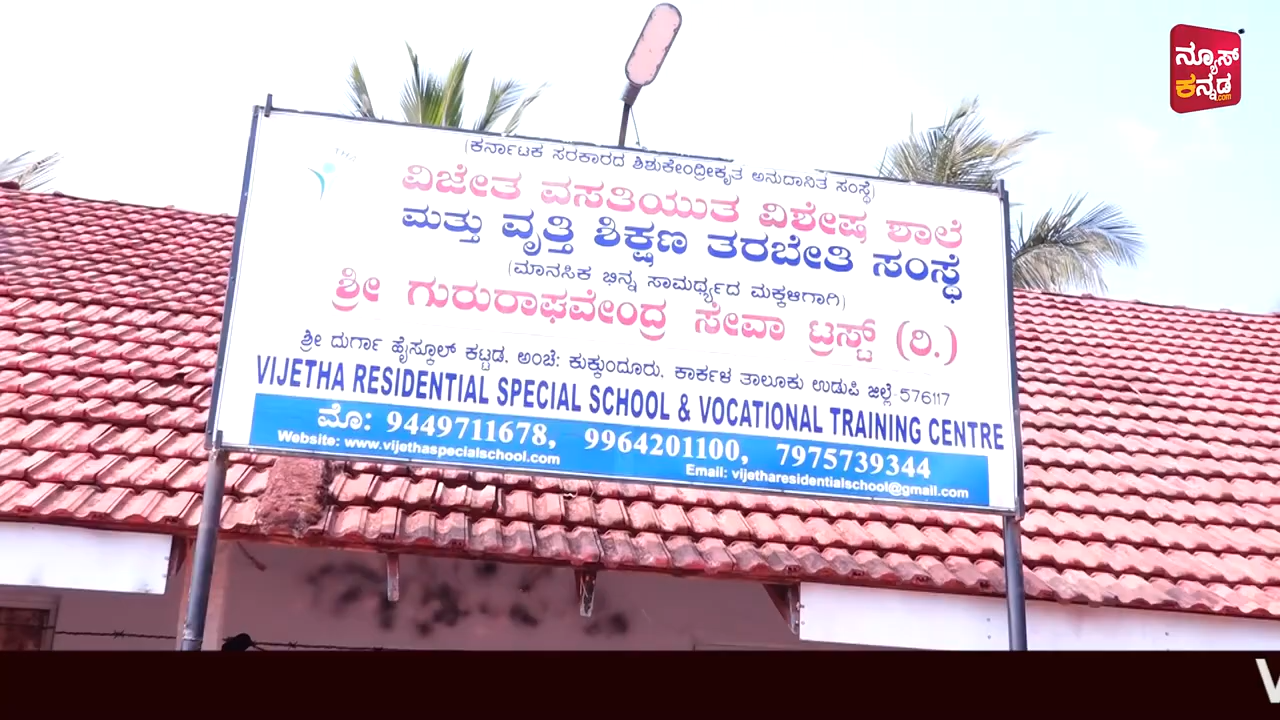 ನ್ಯೂಸ್
ಕನ್ನಡ
.com
(ಕರ್ನಾಟಕ ಸರಕಾರದ ಶಿಶುಕೇಂದ್ರೀಕೃತ ಅನುದಾನಿತ ಸಂಸ್ಥೆ)
ವಿಜೇತ ವಸತಿಯುತ ವಿಶೇಷ ಶಾಲೆ
ಮತ್ತು ವೃತ್ತಿ ಶಿಕ್ಷಣ ತರಬೇತಿ ಸಂಸ್ಥೆ
(ಮಾನಸಿಕ ಭಿನ್ನ ಸಾಮರ್ಥ್ಯದ ಮಕ್ಕಳಿಗಾಗಿ)
ಶ್ರೀ ಗುರುರಾಘವೇಂದ್ರ ಸೇವಾ ಟ್ರಸ್ಟ್ (ರಿ.)
ಶ್ರೀ ದುರ್ಗಾ ಹೈಸ್ಕೂಲ್ ಕಟ್ಟಡ. ಅಂಚೆ: ಕುಕ್ಕುಂದೂರು. ಕಾರ್ಕಳ ತಾಲೂಕು ಉಡುಪಿ ಜಿಲ್ಲೆ 576117
VIJETHA RESIDENTIAL SPECIAL SCHOOL & VOCATIONAL TRAINING CENTRE
ಮೊ: 9449711678, 9964201100, 7975739344
Website: www.vijethaspecialschool.com
Email: vijetharesidentialschool@gmail.com